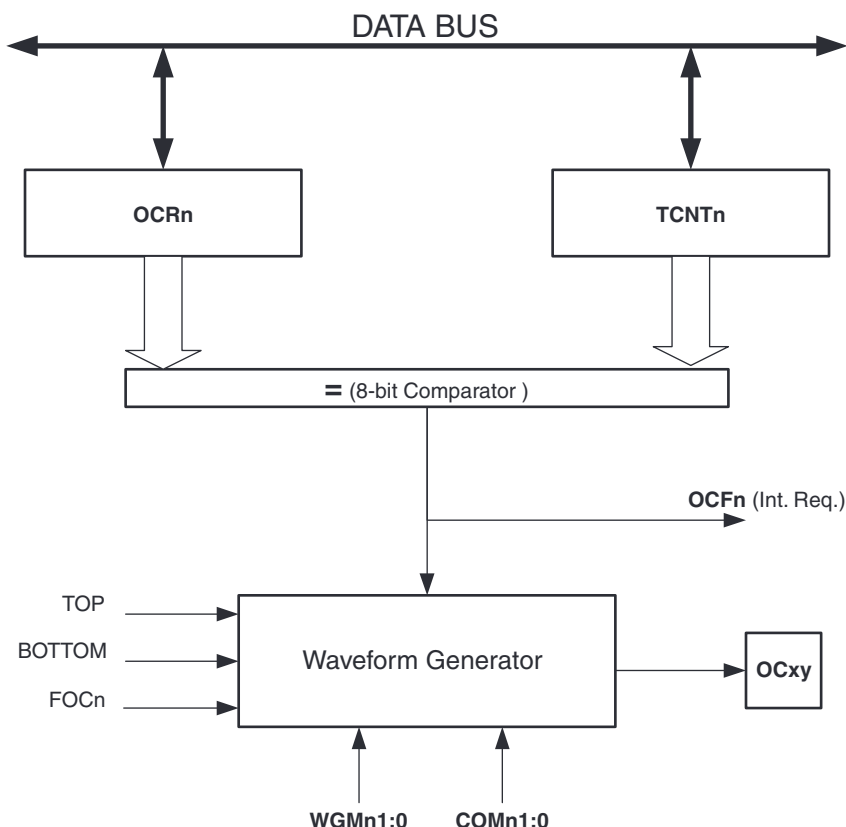 DATA BUS
OCRn
TCNTn
= (8-bit Comparator )
OCFn (Int. Req.)
TOP
BOTTOM
FOCn
Waveform Generator
OCxy
WGMn1:0
COMn1:0